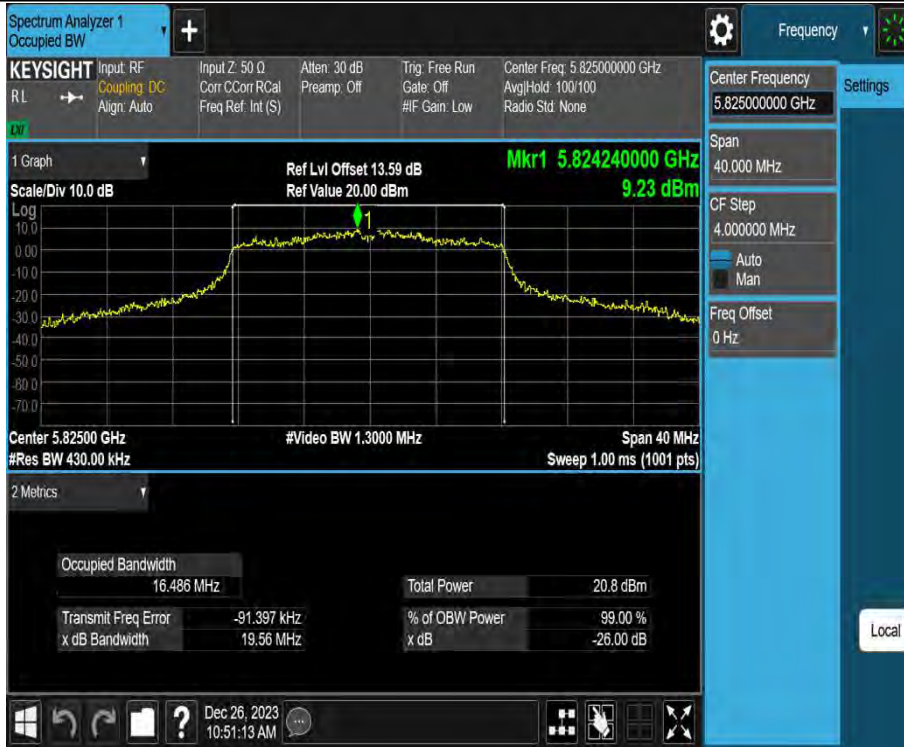 Spectrum Analyzer 1
Occupied BW
+
Frequency
KEYSIGHT
RL
Input: RF
Coupling: DC
Align: Auto
Input Z: 50 Ω
Corr CCorr RCal
Freq Ref: Int (S)
Atten: 30 dB
Preamp: Off
Trig: Free Run
Gate: Off
#IF Gain: Low
Center Freq: 5.825000000 GHz
Avg|Hold: 100/100
Radio Std: None
LXI
1 Graph
Scale/Div 10.0 dB
Ref Lvl Offset 13.59 dB
Ref Value 20.00 dBm
Mkr1 5.824240000 GHz
9.23 dBm
Log
10.0
0.00
-10.0
-20.0
-30.0
-40.0
-50.0
-60.0
-70.0
1
Center 5.82500 GHz
#Video BW 1.3000 MHz
Span 40 MHz
#Res BW 430.00 kHz
Sweep 1.00 ms (1001 pts)
2 Metrics
Occupied Bandwidth
16.486 MHz
Total Power 20.8 dBm
Transmit Freq Error -91.397 kHz
% of OBW Power 99.00 %
x dB Bandwidth 19.56 MHz
x dB -26.00 dB
Center Frequency
5.825000000 GHz
Settings
Span
40.000 MHz
CF Step
4.000000 MHz
Auto
Man
Freq Offset
0 Hz
Local
?
Dec 26, 2023
10:51:13 AM